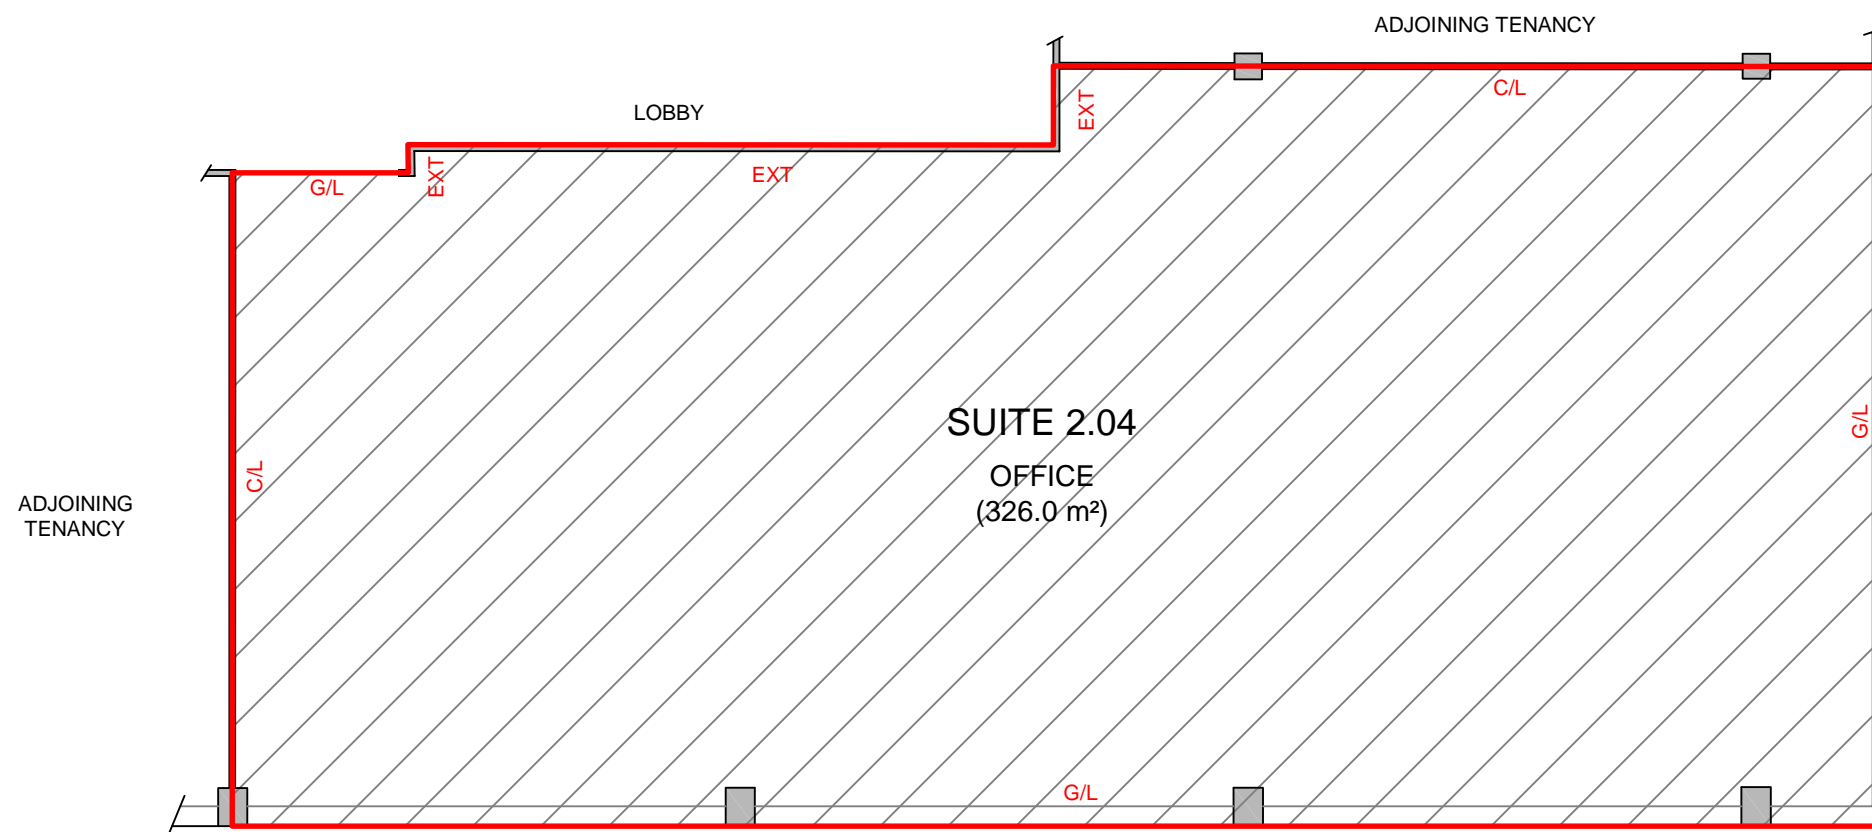 ADJOINING TENANCY
C/L
EXT
LOBBY
EXT
EXT
G/L
SUITE 2.04
OFFICE
(326.0 m²)
G/L
C/L
ADJOINING
TENANCY
G/L